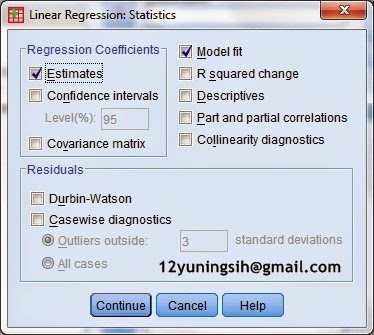 Linear Regression: Statistics
Regression Coefficients
Estimates
Confidence intervals
Level(%): 95
Covariance matrix
Model fit
R squared change
Descriptives
Part and partial correlations
Collinearity diagnostics
Residuals
Durbin-Watson
Casewise diagnostics
Outliers outside: 3 standard deviations
All cases
12yuningsih@gmail.com
Continue Cancel Help